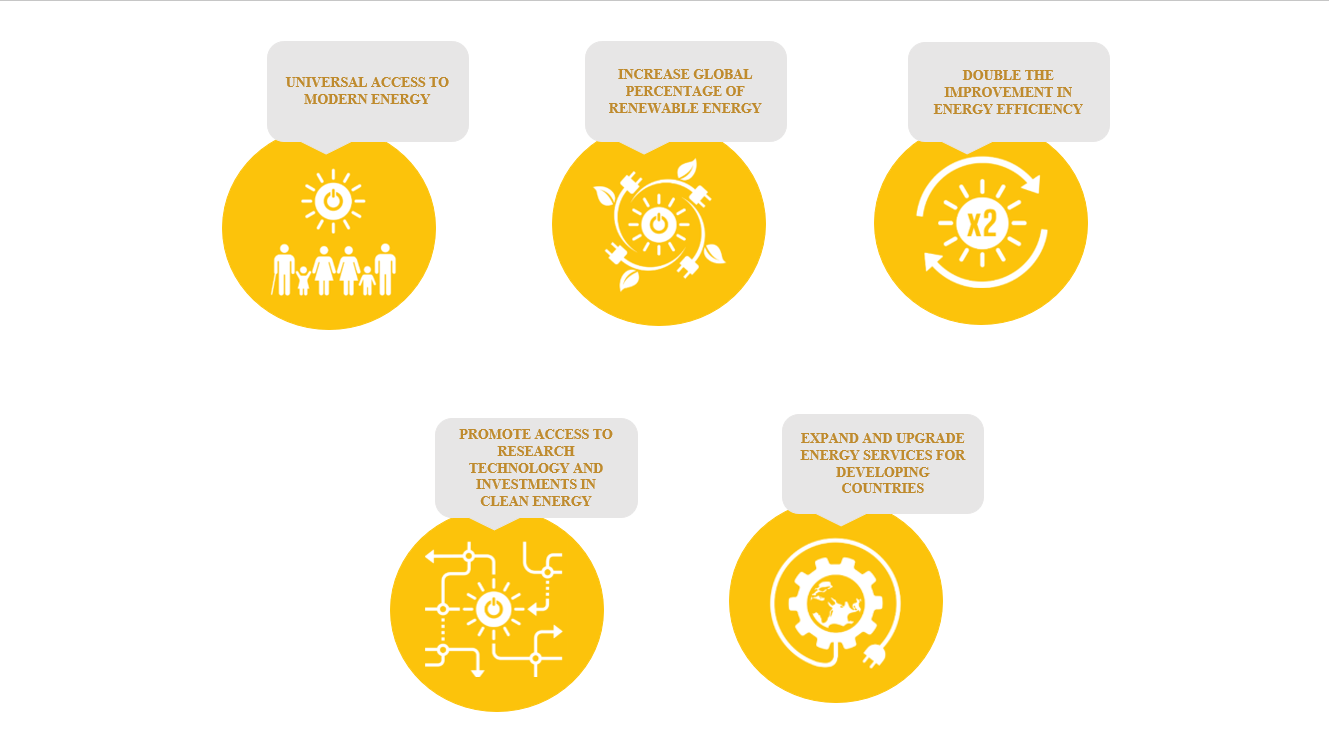 UNIVERSAL ACCESS TO
MODERN ENERGY
INCREASE GLOBAL
PERCENTAGE OF
RENEWABLE ENERGY
DOUBLE THE
IMPROVEMENT IN
ENERGY EFFICIENCY
x2
PROMOTE ACCESS TO
RESEARCH
TECHNOLOGY AND
INVESTMENTS IN
CLEAN ENERGY
EXPAND AND UPGRADE
ENERGY SERVICES FOR
DEVELOPING
COUNTRIES